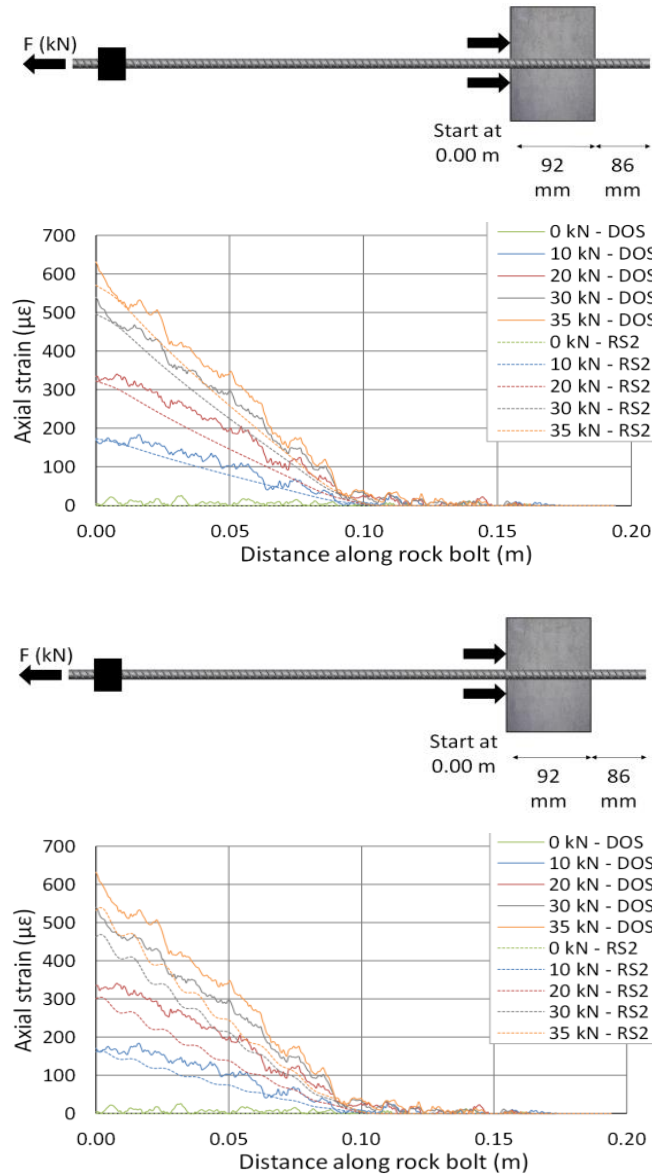 F (kN)
Start at
0.00 m
92
mm
86
mm
700
600
500
400
300
200
100
0
Axial strain (µε)
0 kN - DOS
10 kN - DOS
20 kN - DOS
30 kN - DOS
35 kN - DOS
0 kN - RS2
10 kN - RS2
20 kN - RS2
30 kN - RS2
35 kN - RS2
0.00
0.05
0.10
0.15
0.20
Distance along rock bolt (m)
F (kN)
Start at
0.00 m
92
mm
86
mm
700
600
500
400
300
200
100
0
Axial strain (µε)
0 kN - DOS
10 kN - DOS
20 kN - DOS
30 kN - DOS
35 kN - DOS
0 kN - RS2
10 kN - RS2
20 kN - RS2
30 kN - RS2
35 kN - RS2
0.00
0.05
0.10
0.15
0.20
Distance along rock bolt (m)